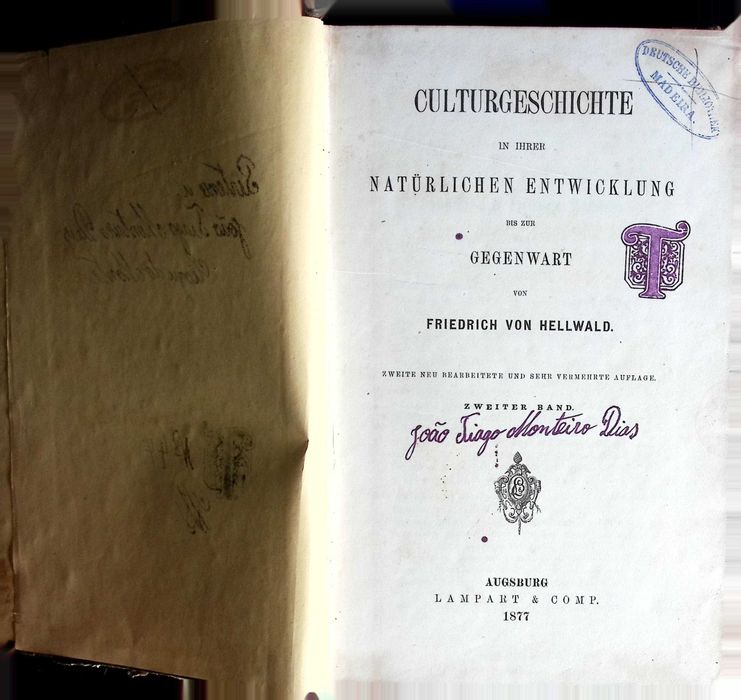 DEUTSCHE
MADEIRA.
CULTURGESCHICHTE
IN IHRER
NATÜRLICHEN ENTWICKLUNG
BIS ZUR
GEGENWART
T
VON
FRIEDRICH VON HELLWALD.
ZWEITE NEU BEARBEITETE UND SEHR VERMEHRTE AUFLAGE.
ZWEITER BAND.
João Tiago Monteiro Dias
AUGSBURG
LAMPART & COMP.
1877